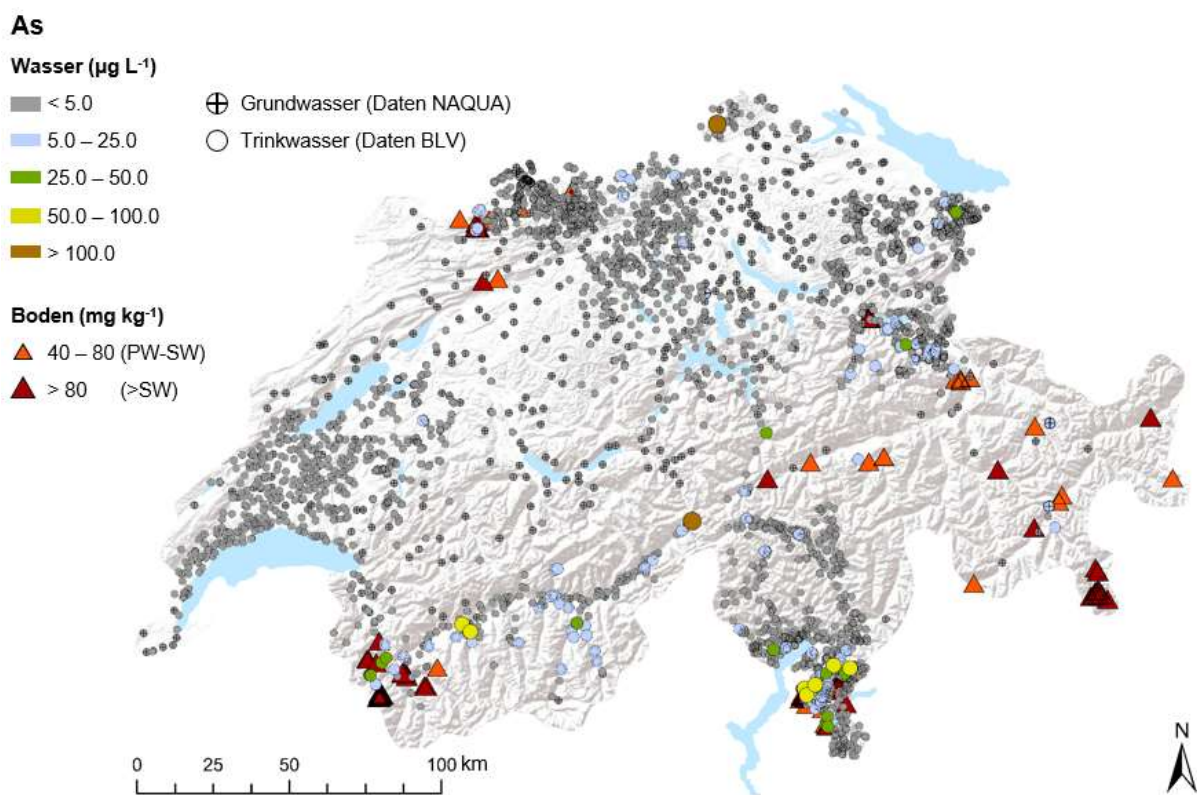 As
Wasser (µg L⁻¹)
< 5.0
5.0 – 25.0
25.0 – 50.0
50.0 – 100.0
> 100.0
Grundwasser (Daten NAQUA)
Trinkwasser (Daten BLV)
Boden (mg kg⁻¹)
40 – 80 (PW-SW)
> 80 (>SW)
0 25 50 100 km
N